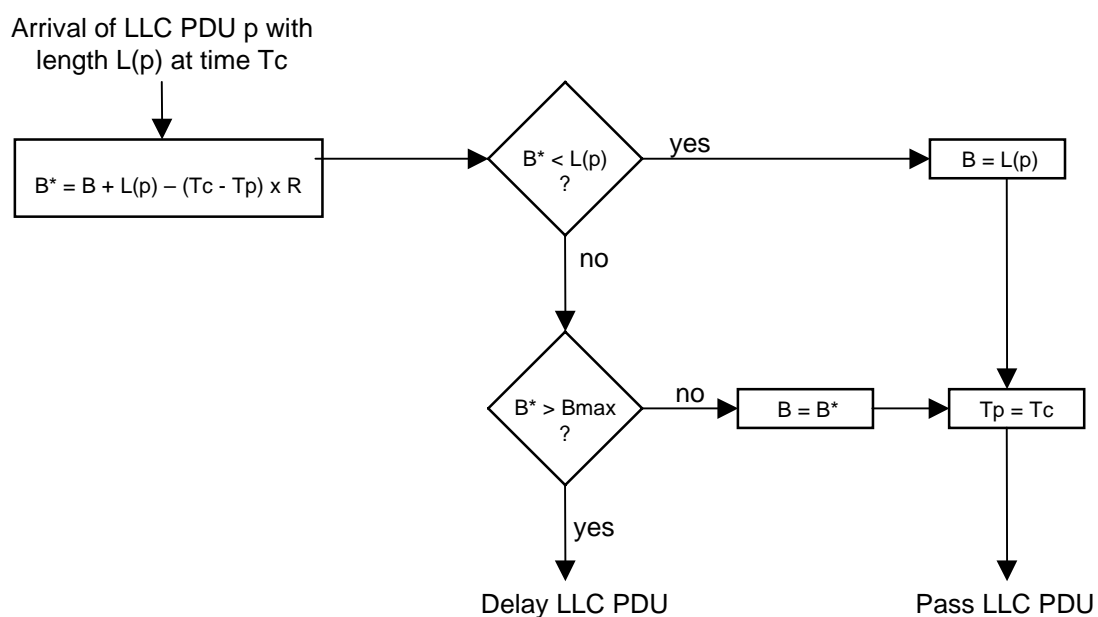 Arrival of LLC PDU p with
length L(p) at time Tc
B* = B + L(p) – (Tc - Tp) x R
B* < L(p)
?
yes
B = L(p)
no
B* > Bmax
?
no
B = B*
Tp = Tc
yes
Delay LLC PDU
Pass LLC PDU